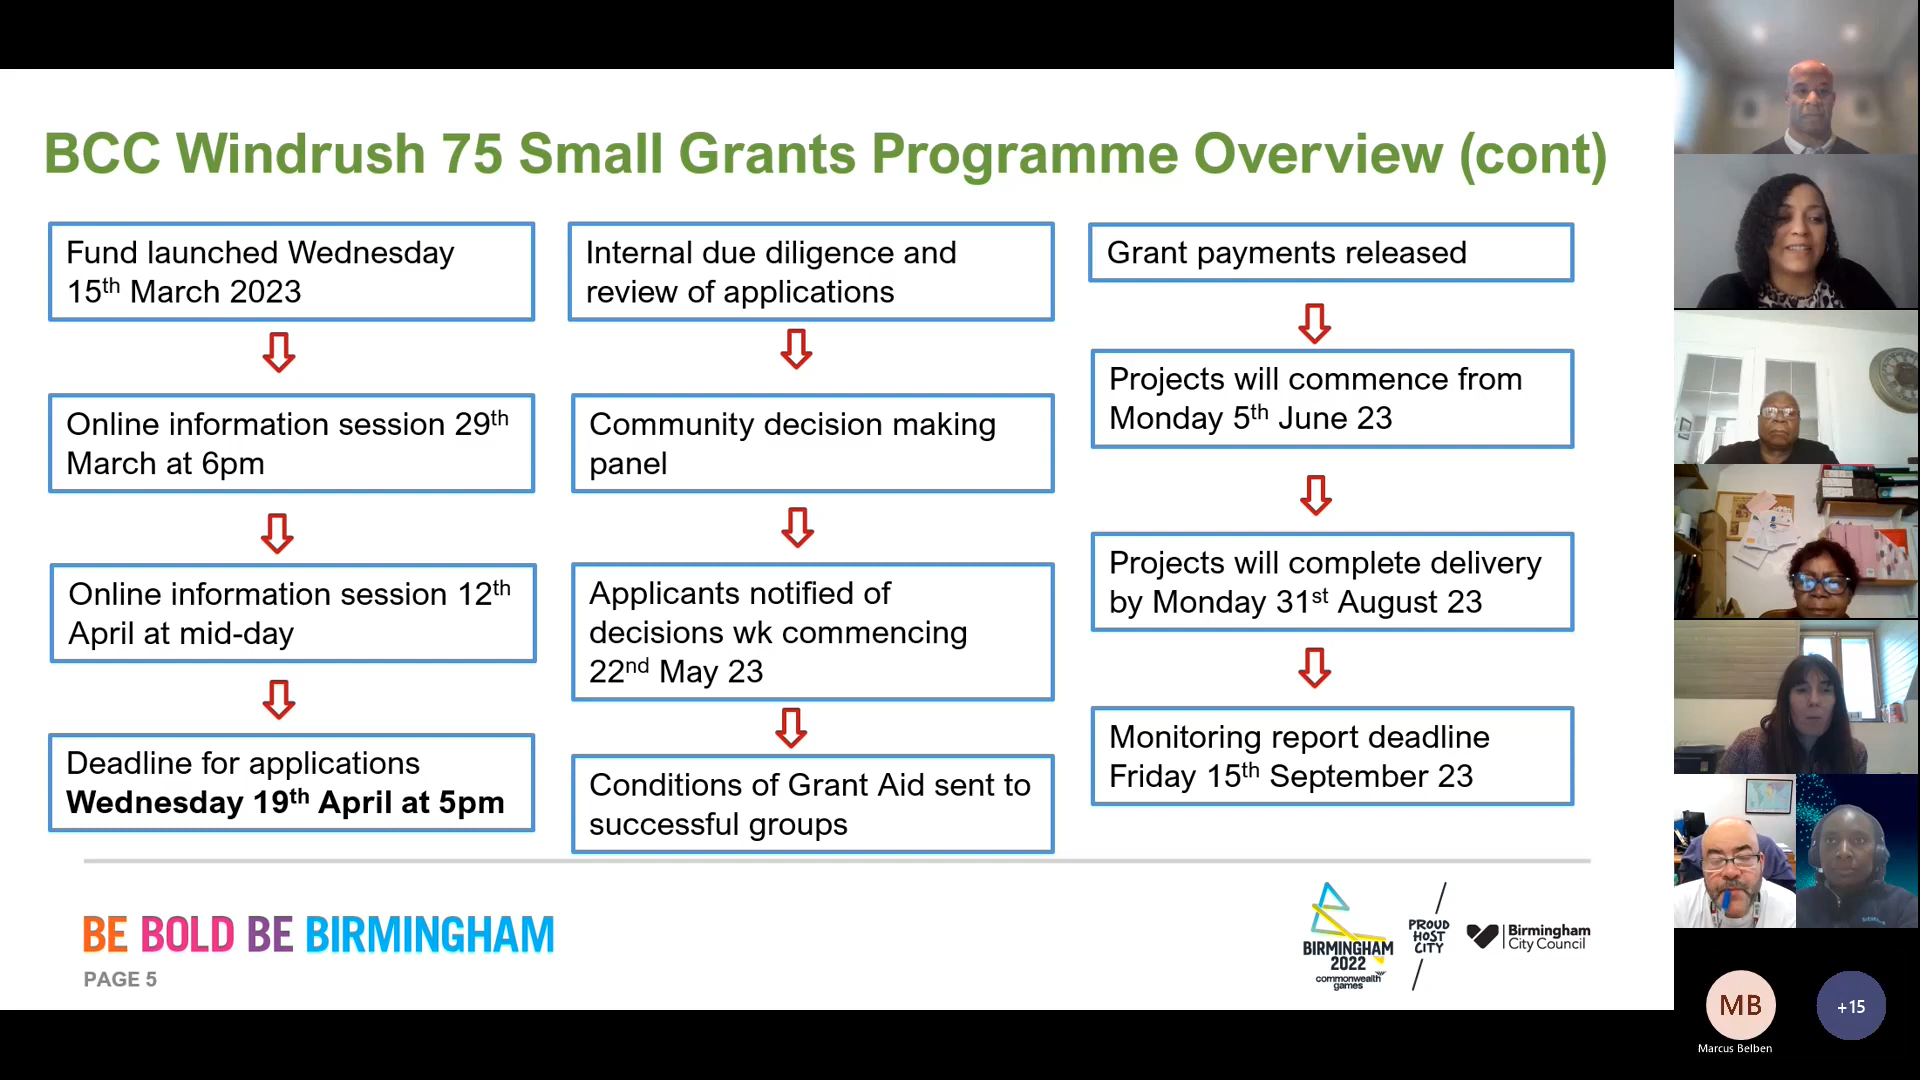 BCC Windrush 75 Small Grants Programme Overview (cont)
Fund launched Wednesday
15th March 2023
Online information session 29th
March at 6pm
Online information session 12th
April at mid-day
Deadline for applications
Wednesday 19th April at 5pm
Internal due diligence and
review of applications
Community decision making
panel
Applicants notified of
decisions wk commencing
22nd May 23
Conditions of Grant Aid sent to
successful groups
Grant payments released
Projects will commence from
Monday 5th June 23
Projects will complete delivery
by Monday 31st August 23
Monitoring report deadline
Friday 15th September 23
BE BOLD BE BIRMINGHAM
PAGE 5
BIRMINGHAM
2022
commonwealth
games
PROUD
HOST
CITY
Birmingham
City Council
MB
Marcus Belben
+15